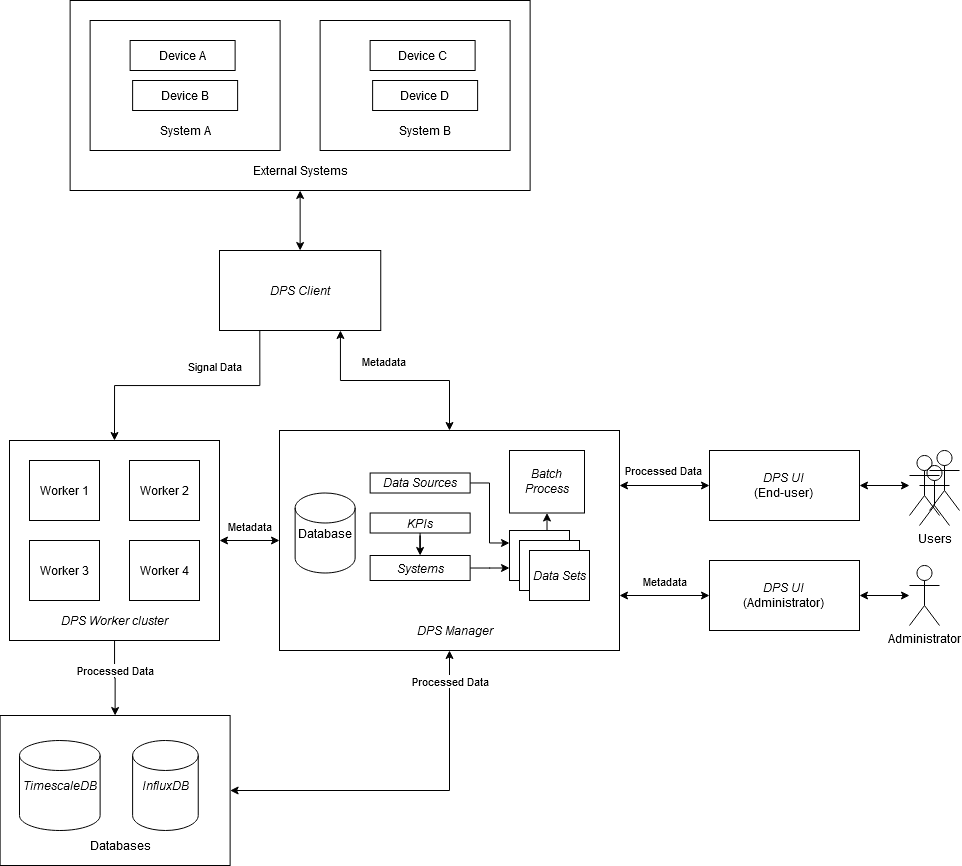 Device A
Device C
Device B
Device D
System A
System B
External Systems
DPS Client
Signal Data
Metadata
Worker 1
Worker 2
Worker 3
Worker 4
DPS Worker cluster
Metadata
Database
Data Sources
KPIs
Systems
Batch
Process
Data Sets
DPS Manager
Processed Data
DPS UI
(End-user)
Users
Metadata
DPS UI
(Administrator)
Administrator
Processed Data
Processed Data
TimescaleDB
InfluxDB
Databases